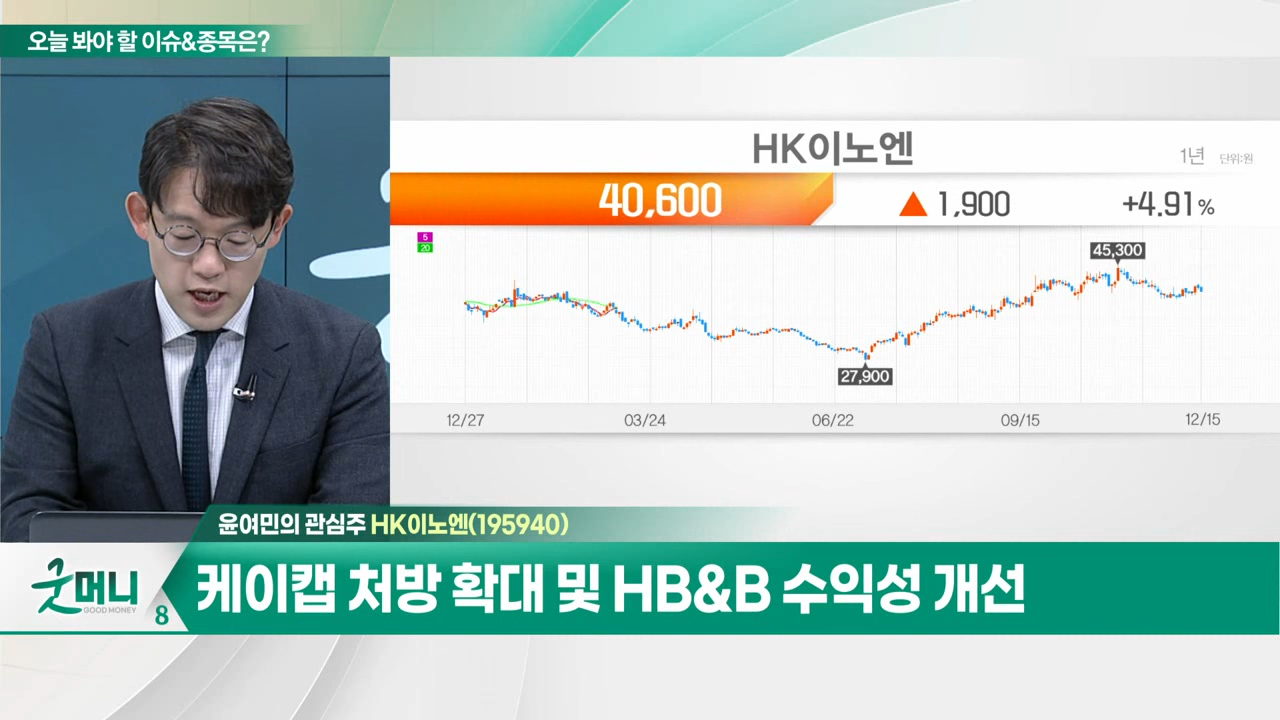 오늘 봐야 할 이슈&종목은?
HK이노엔
1년 단위:원
40,600 ▲ 1,900 +4.91%
5
20
45,300
27,900
12/27 03/24 06/22 09/15 12/15
윤여민의 관심주 HK이노엔(195940)
케이캡 처방 확대 및 HB&B 수익성 개선
굿머니
GOOD MONEY
8